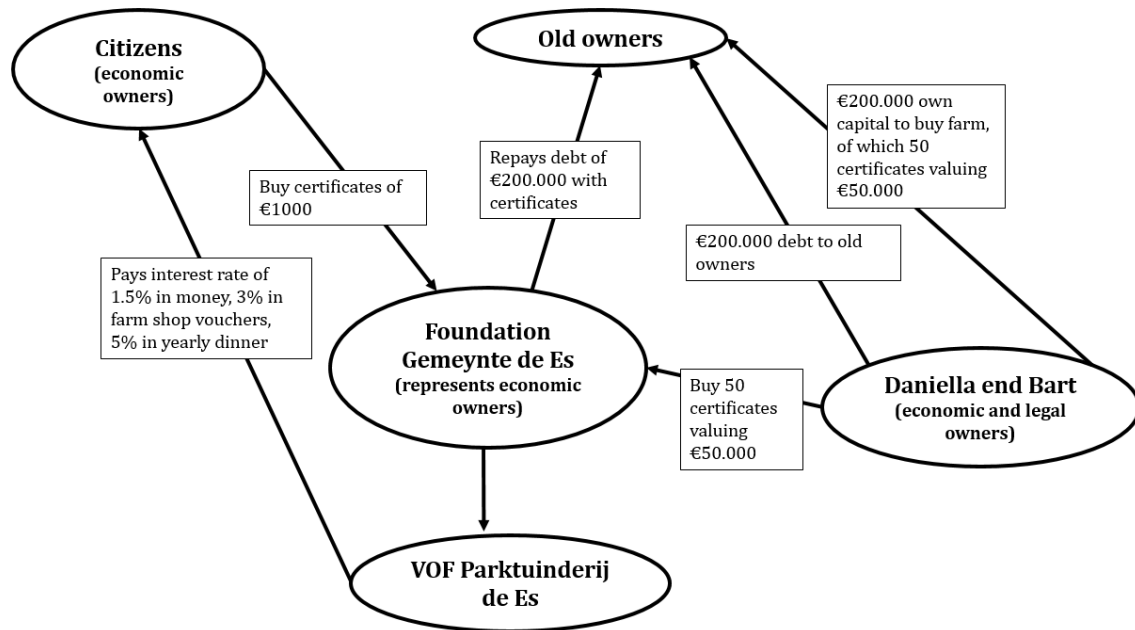 Citizens
(economic
owners)
Old owners
€200.000 own
capital to buy farm,
of which 50
certificates valuing
€50.000
Repays debt of
€200.000 with
certificates
Buy certificates of
€1000
€200.000 debt to old
owners
Pays interest rate of
1.5% in money, 3% in
farm shop vouchers,
5% in yearly dinner
Foundation
Gemeynte de Es
(represents economic
owners)
Buy 50
certificates
valuing
€50.000
Daniella end Bart
(economic and legal
owners)
VOF Parktuinderij
de Es